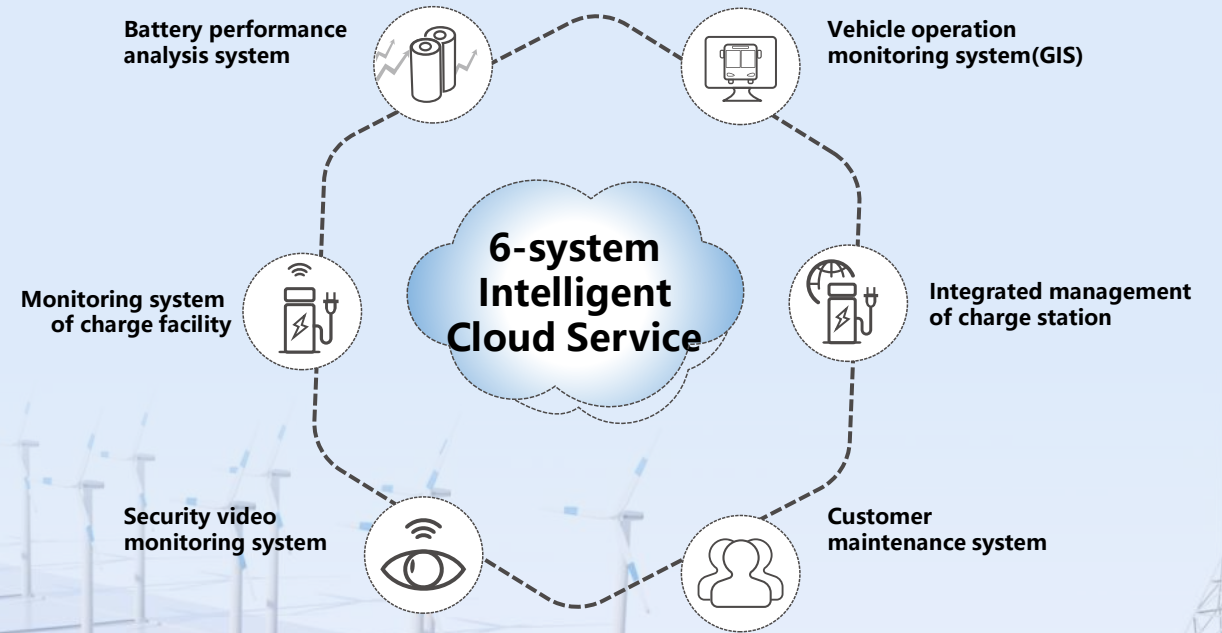 Battery performance
analysis system
Vehicle operation
monitoring system(GIS)
6-system
Intelligent
Cloud Service
Monitoring system
of charge facility
Integrated management
of charge station
Security video
monitoring system
Customer
maintenance system